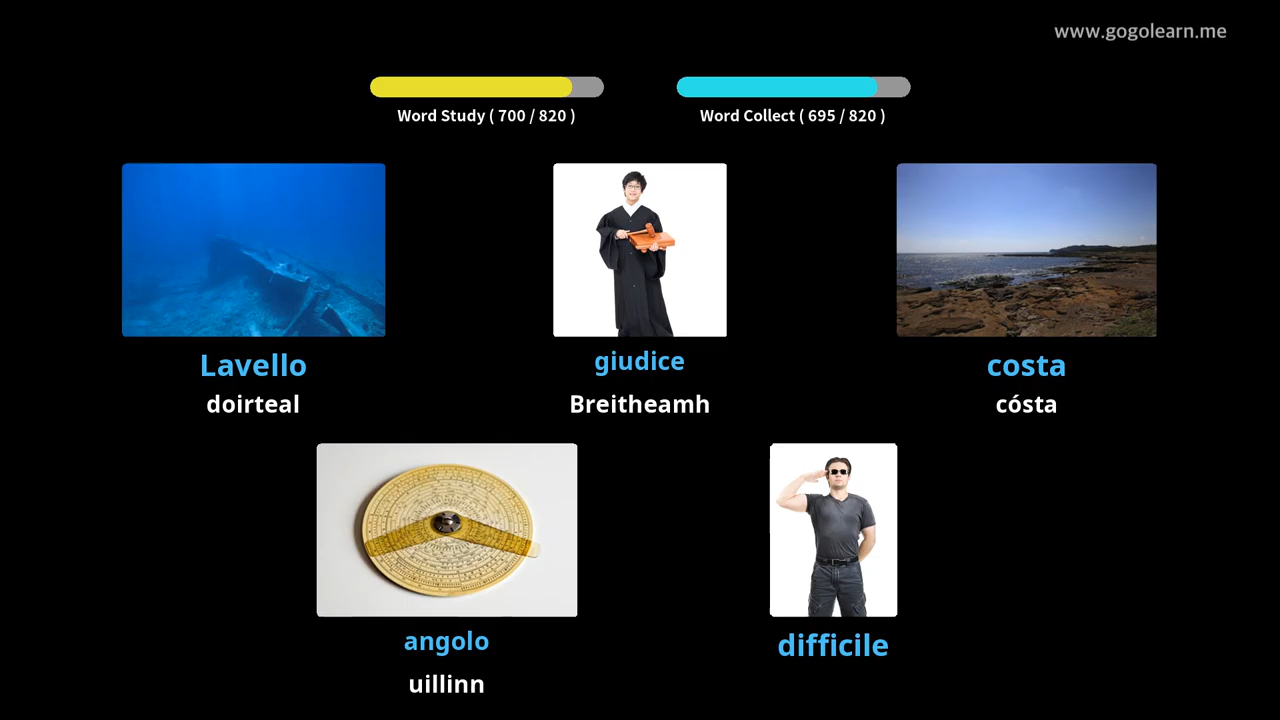 www.gogolearn.me
Word Study ( 700 / 820 )
Word Collect ( 695 / 820 )
Lavello
giudice
costa
doirteal
Breitheamh
cósta
angolo
difficile
uillinn